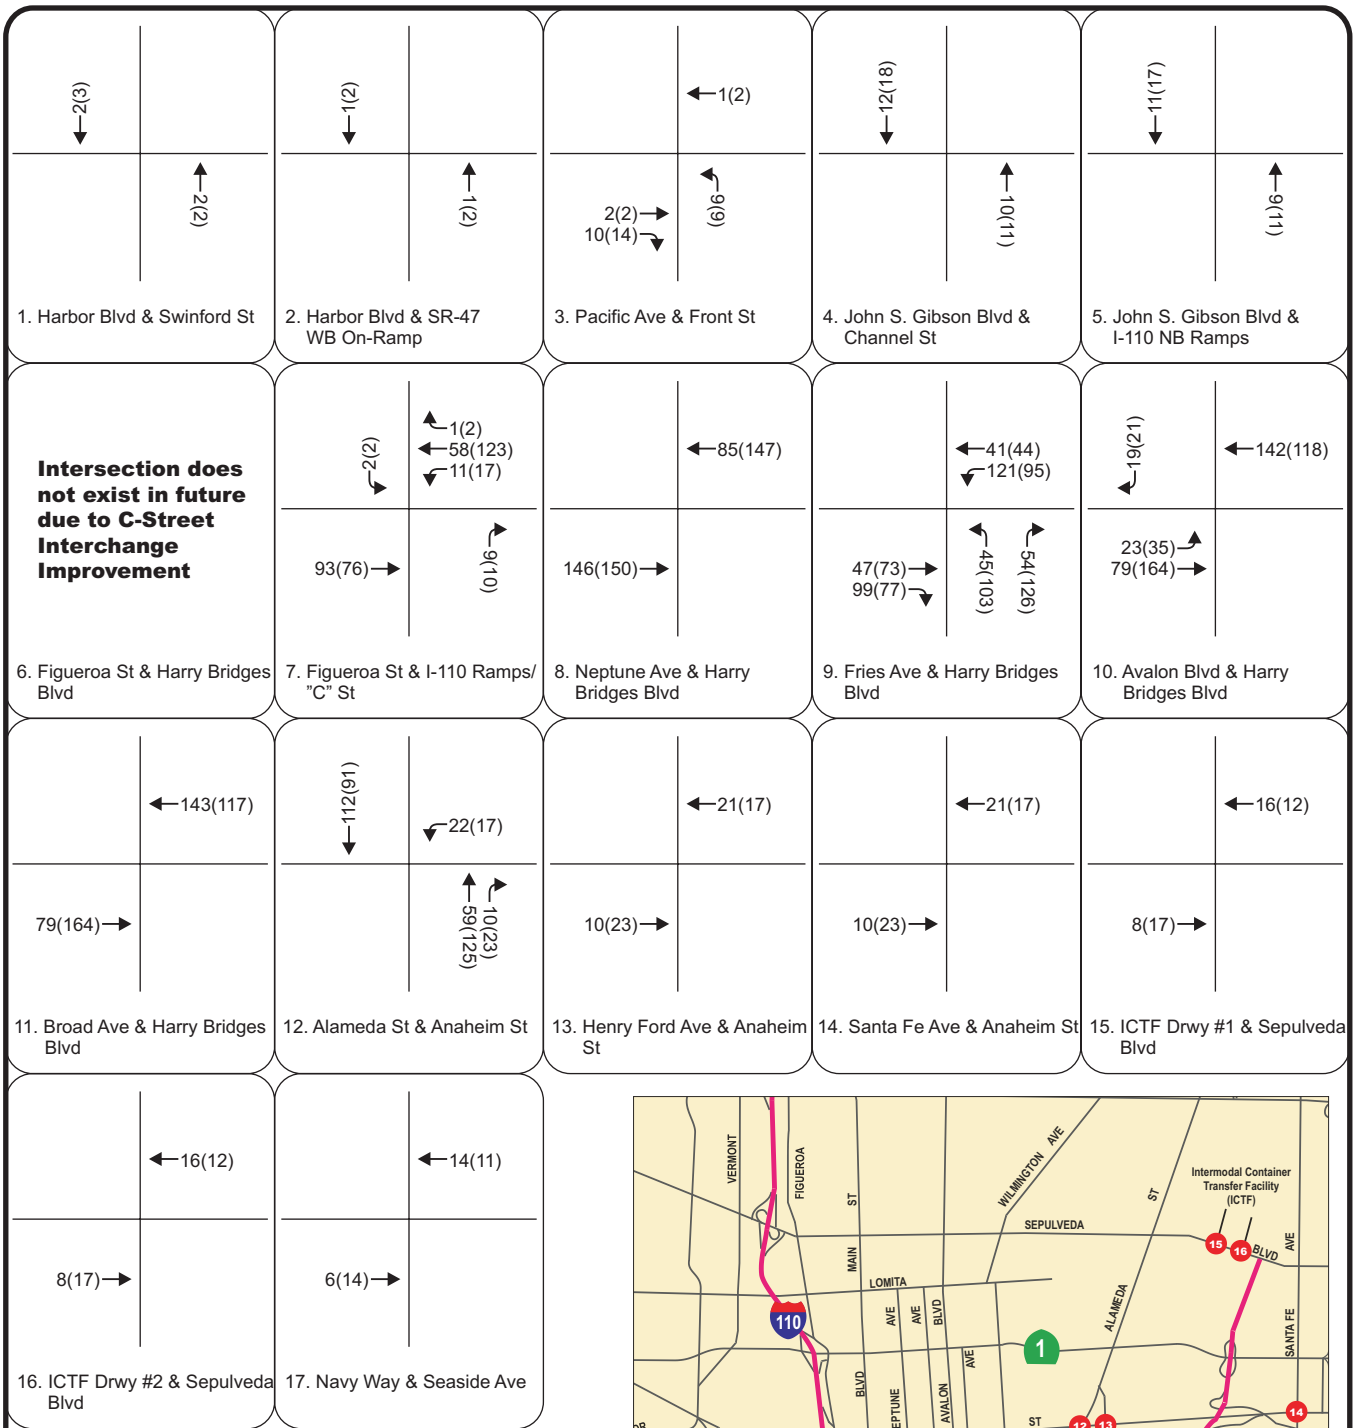 2(3)
2(2)
1. Harbor Blvd & Swinford St
1(2)
1(2)
2. Harbor Blvd & SR-47
WB On-Ramp
1(2)
9(9)
2(2)
10(14)
3. Pacific Ave & Front St
12(18)
10(11)
4. John S. Gibson Blvd &
Channel St
11(17)
9(11)
5. John S. Gibson Blvd &
I-110 NB Ramps
Intersection does
not exist in future
due to C-Street
Interchange
Improvement
6. Figueroa St & Harry Bridges
Blvd
2(2)
1(2)
58(123)
11(17)
93(76)
9(10)
7. Figueroa St & I-110 Ramps/
”C” St
85(147)
146(150)
8. Neptune Ave & Harry
Bridges Blvd
41(44)
121(95)
47(73)
99(77)
45(103)
54(126)
9. Fries Ave & Harry Bridges
Blvd
19(21)
142(118)
23(35)
79(164)
10. Avalon Blvd & Harry
Bridges Blvd
143(117)
79(164)
11. Broad Ave & Harry Bridges
Blvd
112(91)
22(17)
59(125)
10(23)
12. Alameda St & Anaheim St
21(17)
10(23)
13. Henry Ford Ave & Anaheim
St
21(17)
10(23)
14. Santa Fe Ave & Anaheim St
16(12)
8(17)
15. ICTF Drwy #1 & Sepulveda
Blvd
16(12)
8(17)
16. ICTF Drwy #2 & Sepulveda
Blvd
14(11)
6(14)
17. Navy Way & Seaside Ave
VERMONT
FIGUEROA
MAIN
ST
WILMINGTON AVE
ST
Intermodal Container
Transfer Facility
(ICTF)
SEPULVEDA
15
16
BLVD
AVE
LOMITA
AVE
AVE
BLVD
ALAMEDA
SANTA FE
110
1
AVE
BLVD
EPTUNE
AVALON
ST
12
13
14